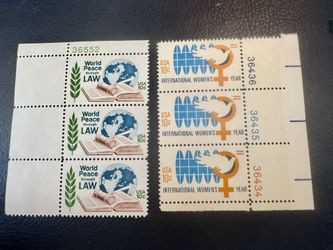 36552
World
Peace
through
LAW
USA
10c
World
Peace
through
LAW
USA
10c
World
Peace
through
LAW
USA
10c
USA
10c
INTERNATIONAL WOMEN'S YEAR
36436
USA
10c
INTERNATIONAL WOMEN'S YEAR
36435
USA
10c
INTERNATIONAL WOMEN'S YEAR
36434